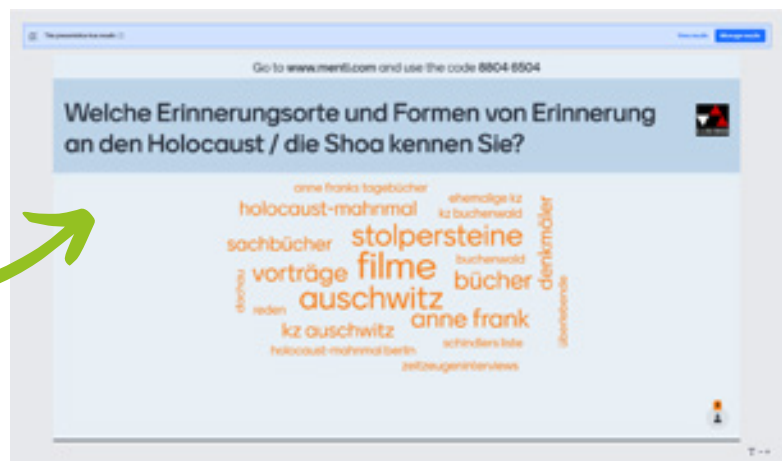 Go to www.menti.com and use the code 8804 6504
Welche Erinnerungsorte und Formen von Erinnerung
an den Holocaust / die Shoa kennen Sie?
anne franks tagebücher
ehemalige kz
holocaust-mahnmal
kz buchenwald
denkmäler
sachbücher
stolpersteine
buchenwald
dachau
vorträge
filme
bücher
überlebende
reden
auschwitz
kz auschwitz
anne frank
holocaust-mahnmal berlin
schindlers liste
zeitzeugeninterviews